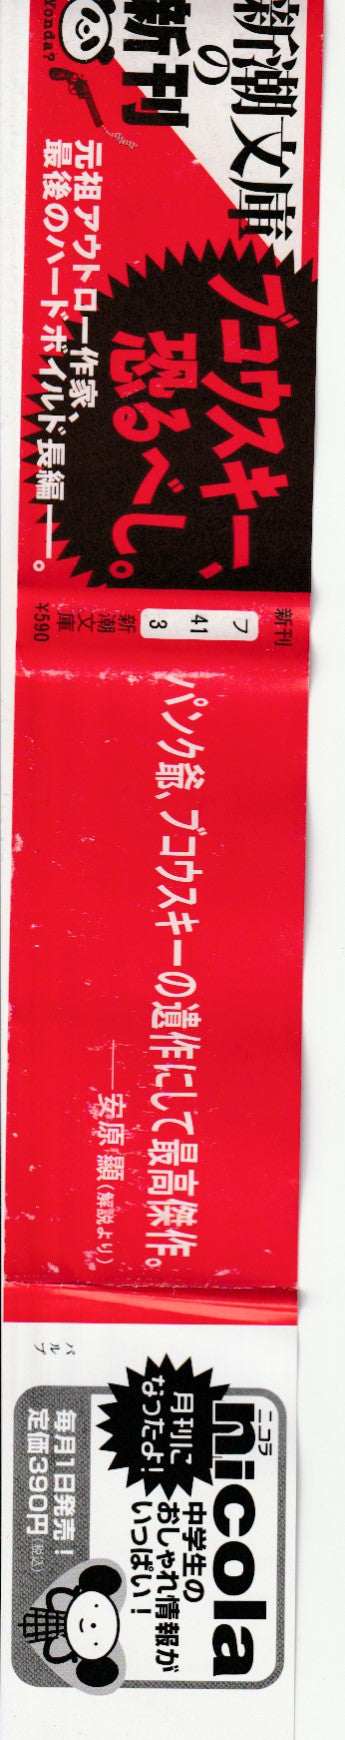 新潮文庫
の
新刊
Yonda?
ブコウスキー、
恐るべし。
元祖アウトロー作家、
最後のハードボイルド長編――。
新刊
フ
41
3
新潮文庫
¥590
パンク爺、ブコウスキーの遺作にして最高傑作。
――安原 顯(解説より)
パルプ
ニコラ
nicola
月刊に
なったよ!
中学生の
おしゃれ情報が
いっぱい!
毎月1日発売!
定価390円(税込)